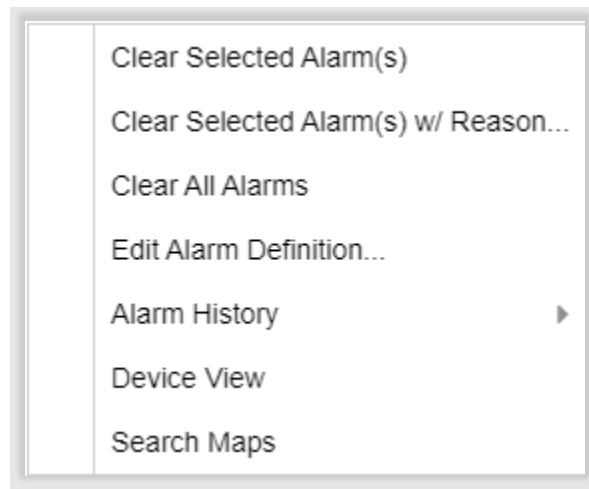 Clear Selected Alarm(s)
Clear Selected Alarm(s) w/ Reason...
Clear All Alarms
Edit Alarm Definition...
Alarm History
Device View
Search Maps